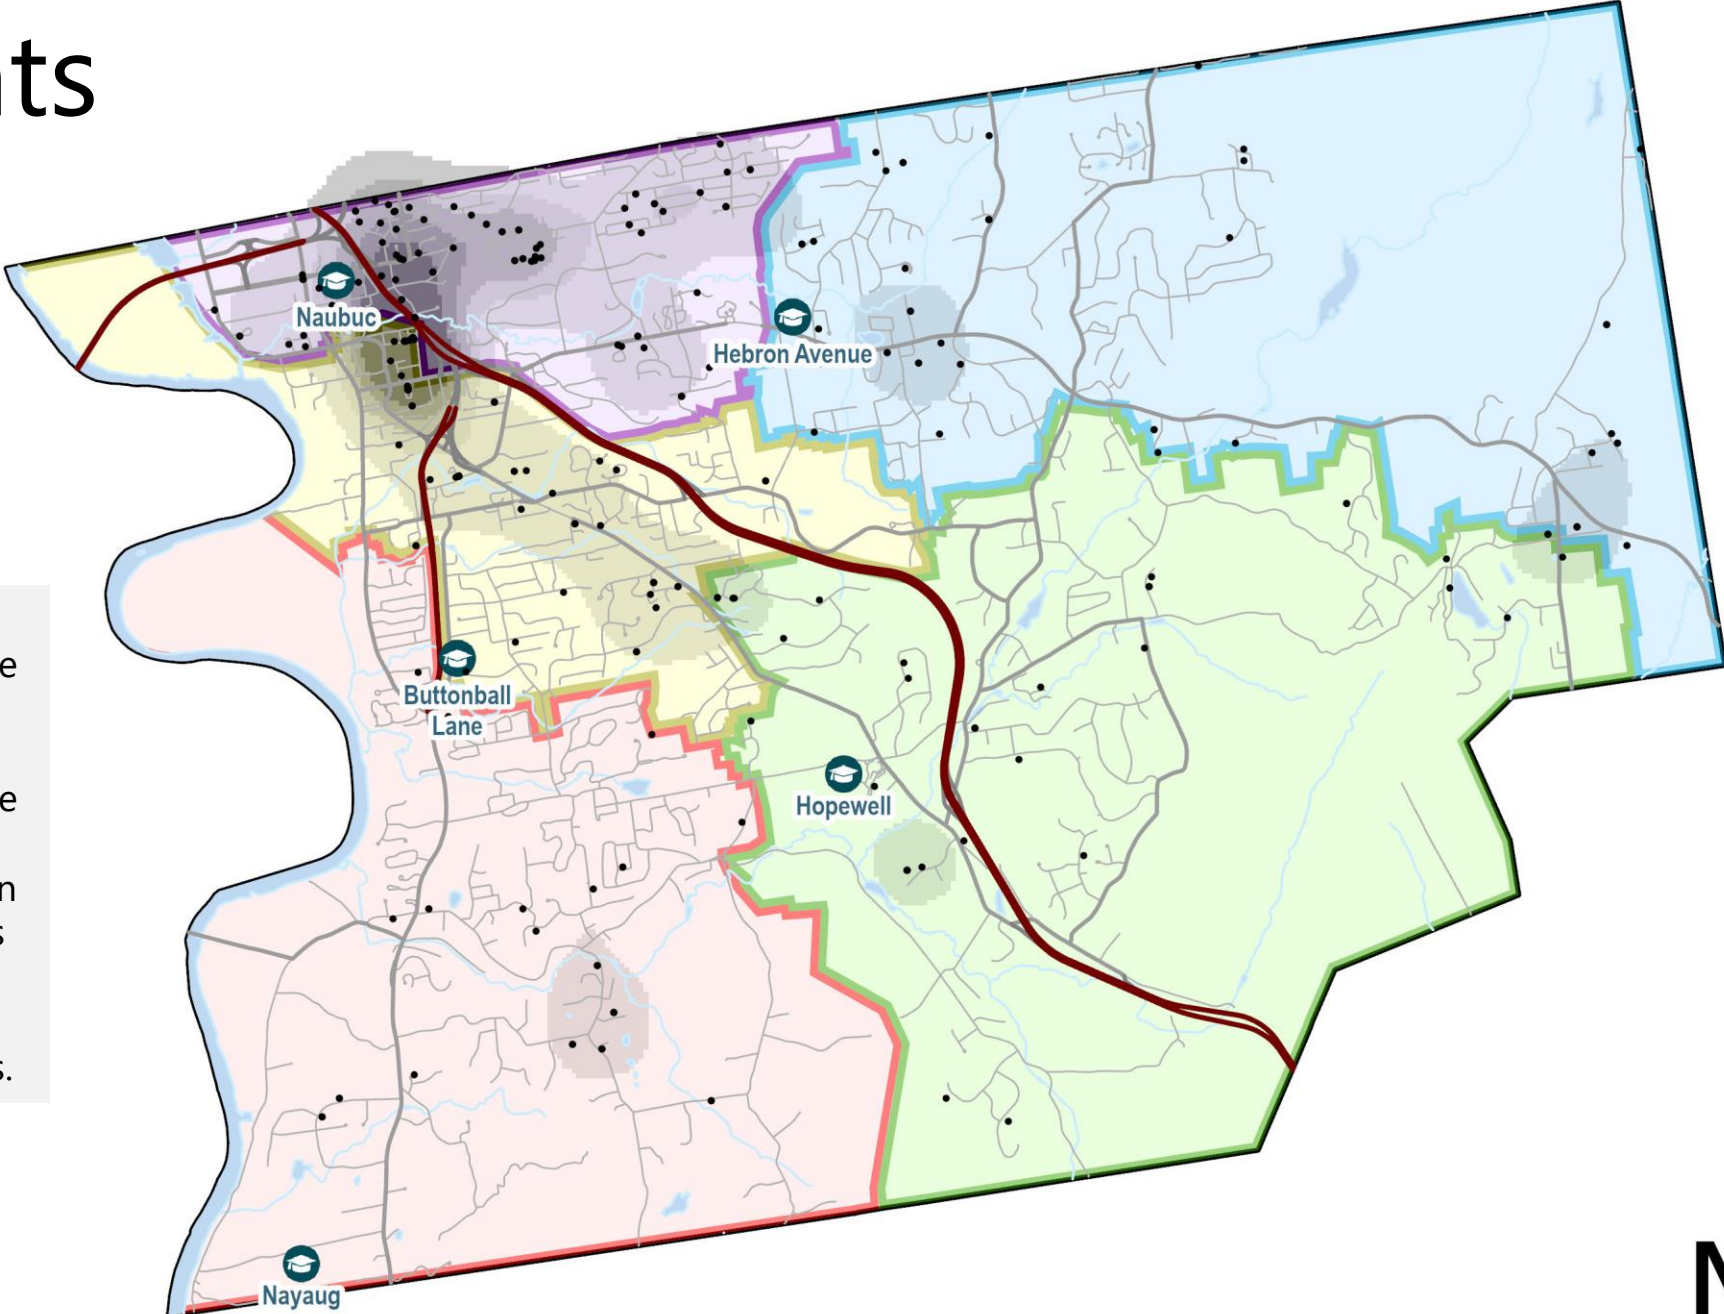 ts
Naubuc
Hebron Avenue
e
Buttonball
Lane
e
Hopewell
n
s
s.
N
Nayaug